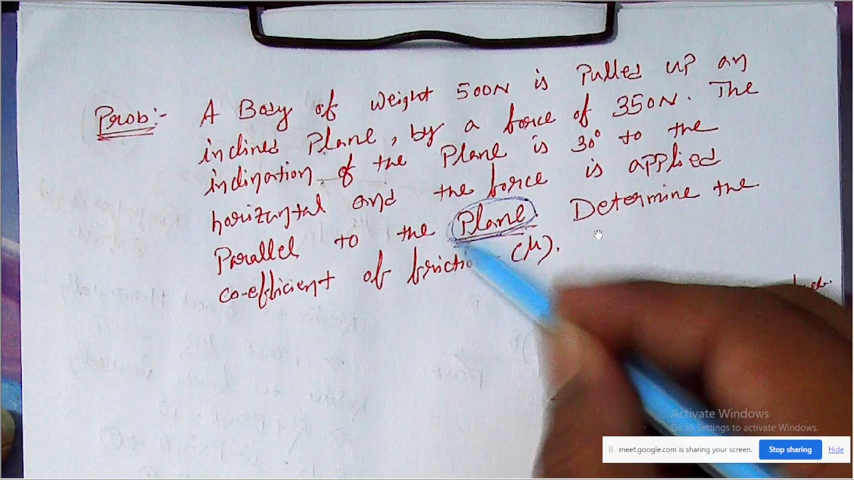 Prob:- A Body of weight 500N is Pulled up an
inclined Plane, by a force of 350N. The
inclination of the Plane is 30° to the
horizontal and the force is applied
Parallel to the Plane. Determine the
co-efficient of frictio (μ).
Activate Windows
Go to Settings to activate Windows.
meet.google.com is sharing your screen.
Stop sharing
Hide